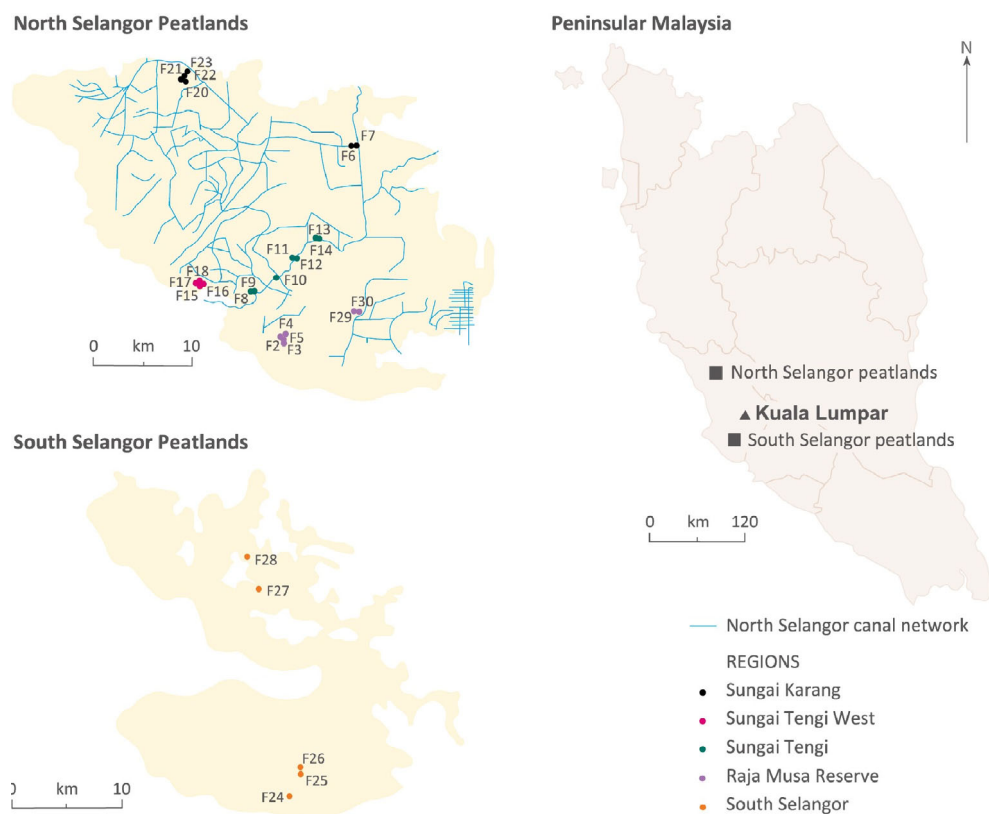 North Selangor Peatlands
F23
F21
F22
F20
F7
F6
F13
F11
F14
F12
F18
F9
F10
F17
F16
F8
F15
F30
F29
F4
F5
F2
F3
0 km 10
South Selangor Peatlands
F28
F27
F26
F25
F24
0 km 10
Peninsular Malaysia
N
North Selangor peatlands
Kuala Lumpar
South Selangor peatlands
0 km 120
North Selangor canal network
REGIONS
Sungai Karang
Sungai Tengi West
Sungai Tengi
Raja Musa Reserve
South Selangor